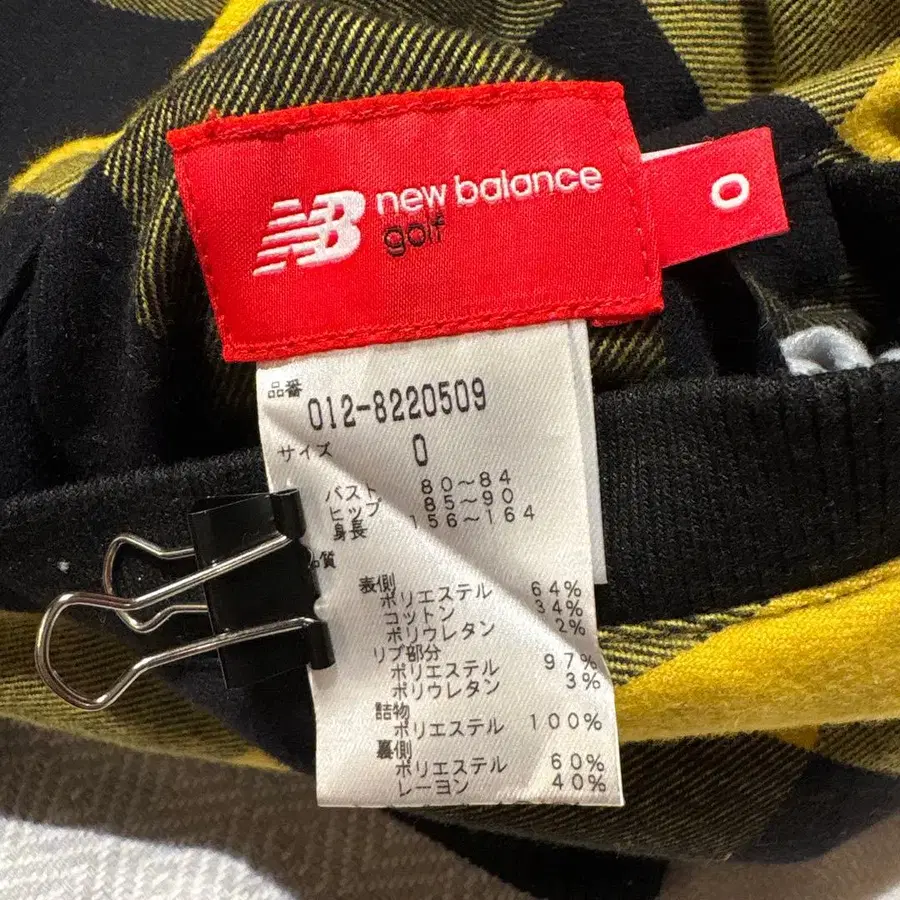 NB new balance
golf
0
品番
012-8220509
サイズ 0
バスト 80～84
ヒップ 85～90
身長 156～164
質
表側
ポリエステル 64%
コットン 34%
ポリウレタン 2%
リブ部分
ポリエステル 97%
ポリウレタン 3%
詰物
ポリエステル 100%
裏側
ポリエステル 60%
レーヨン 40%